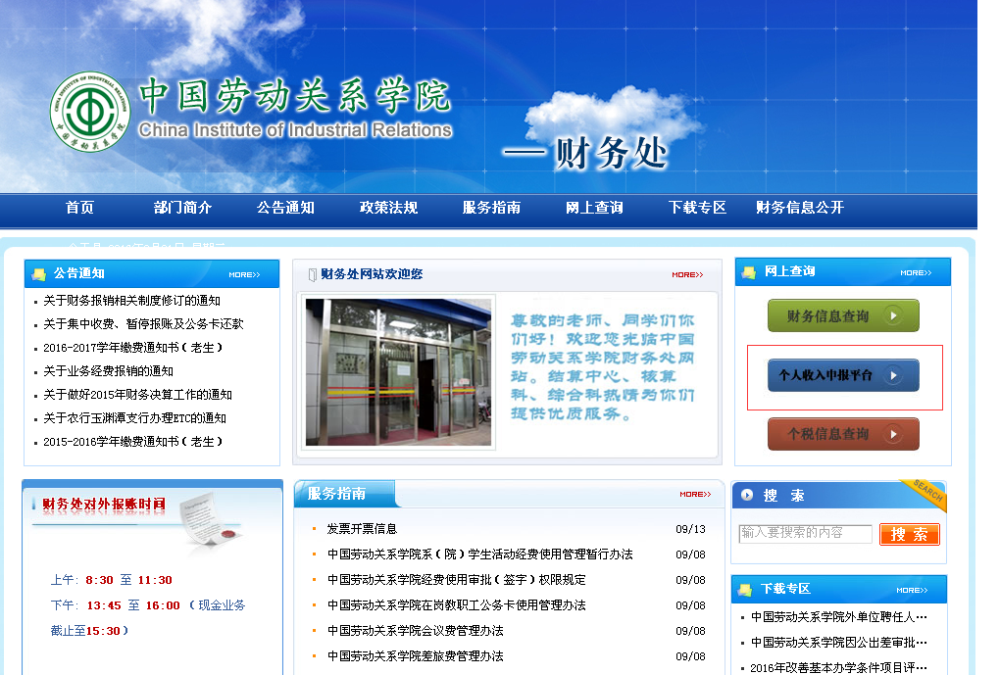 中国劳动关系学院
China Institute of Industrial Relations
—财务处
首页 部门简介 公告通知 政策法规 服务指南 网上查询 下载专区 财务信息公开
公告通知 MORE>>
关于财务报销相关制度修订的通知
关于集中收费、暂停报账及公务卡还款
2016-2017学年缴费通知书（老生）
关于业务经费报销的通知
关于做好2015年财务决算工作的通知
关于农行玉渊潭支行办理ETC的通知
2015-2016学年缴费通知书（老生）
财务处网站欢迎您 MORE>>
尊敬的老师、同学们你
们好！欢迎您光临中国
劳动关系学院财务处网
站。结算中心、核算
科、综合科热情为你们
提供优质服务。
网上查询 MORE>>
财务信息查询
个人收入申报平台
个税信息查询
财务处对外报账时间
上午: 8:30 至 11:30
下午: 13:45 至 16:00 （现金业务
截止至15:30）
服务指南 MORE>>
发票开票信息 09/13
中国劳动关系学院系（院）学生活动经费使用管理暂行办法 09/08
中国劳动关系学院经费使用审批（签字）权限规定 09/08
中国劳动关系学院在岗教职工公务卡使用管理办法 09/08
中国劳动关系学院会议费管理办法 09/08
中国劳动关系学院差旅费管理办法 09/08
搜 索 SEARCH
输入要搜索的内容 搜 索
下载专区 MORE>>
中国劳动关系学院外单位聘任人…
中国劳动关系学院因公出差审批…
2016年改善基本办学条件项目评…